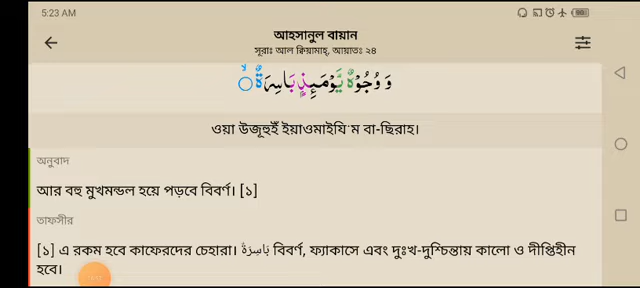 5:23 AM
আহসানুল বায়ান
সূরাঃ আল ক্বিয়ামাহ্, আয়াতঃ ২৪
وَ وُجُوۡهٌ یَّوۡمَئِذٍۭ بَاسِرَۃٌ ﴿ۙ
ওয়া উজূহুইঁ ইয়াওমাইযি ম বা-ছিরাহ।
অনুবাদ
আর বহু মুখমন্ডল হয়ে পড়বে বিবর্ণ। [১]
তাফসীর
[১] এ রকম হবে কাফেরদের চেহারা। بَاسِرَةٌ বিবর্ণ, ফ্যাকাসে এবং দুঃখ-দুশ্চিন্তায় কালো ও দীপ্তিহীন
হবে।